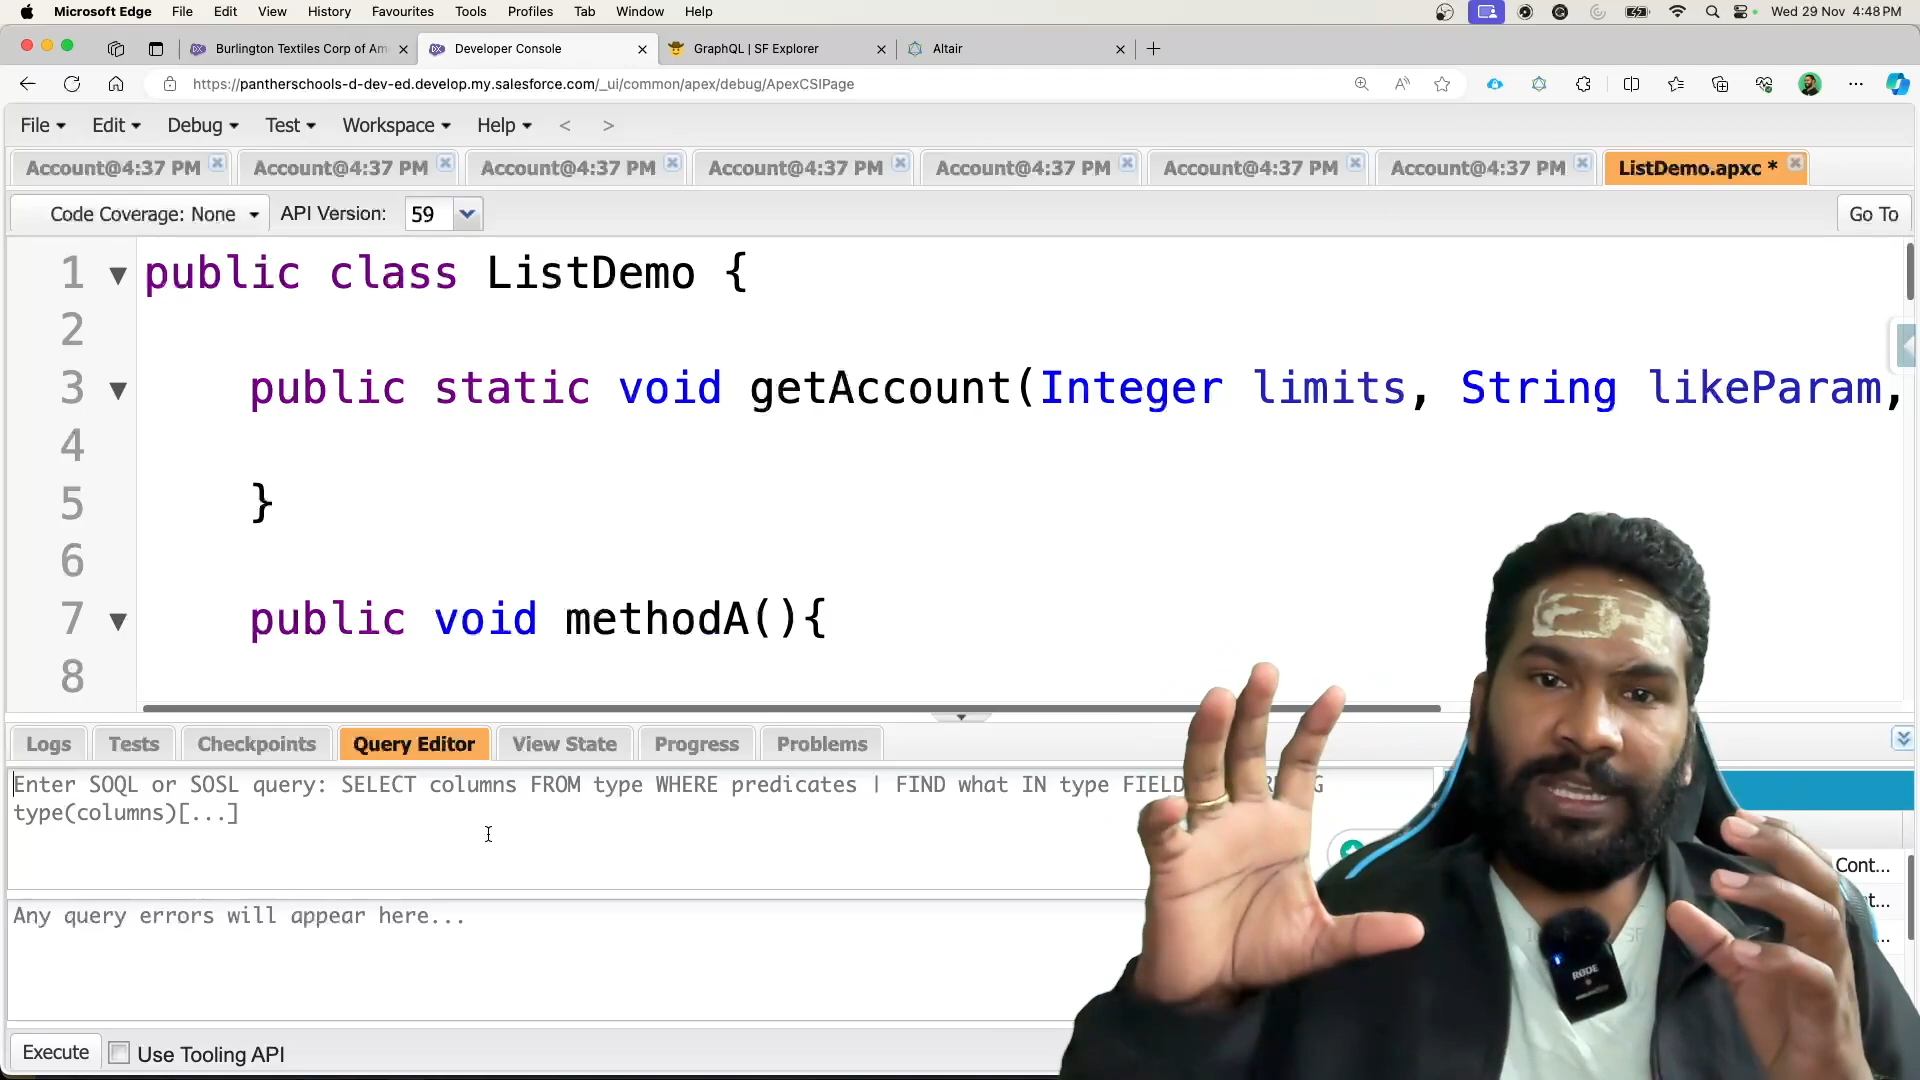 Microsoft Edge File Edit View History Favourites Tools Profiles Tab Window Help Wed 29 Nov 4:48 PM
Burlington Textiles Corp of Am Developer Console GraphQL | SF Explorer Altair
https://pantherschools-d-dev-ed.develop.my.salesforce.com/_ui/common/apex/debug/ApexCSIPage
File Edit Debug Test Workspace Help < >
Account@4:37 PM Account@4:37 PM Account@4:37 PM Account@4:37 PM Account@4:37 PM Account@4:37 PM Account@4:37 PM ListDemo.apxc *
Code Coverage: None API Version: 59 Go To
1 public class ListDemo {
2
3 public static void getAccount(Integer limits, String likeParam,
4
5 }
6
7 public void methodA(){
8
Logs Tests Checkpoints Query Editor View State Progress Problems
Enter SOQL or SOSL query: SELECT columns FROM type WHERE predicates | FIND what IN type FIELD
type(columns)[...]
Cont...
Any query errors will appear here...
RØDE
Execute Use Tooling API